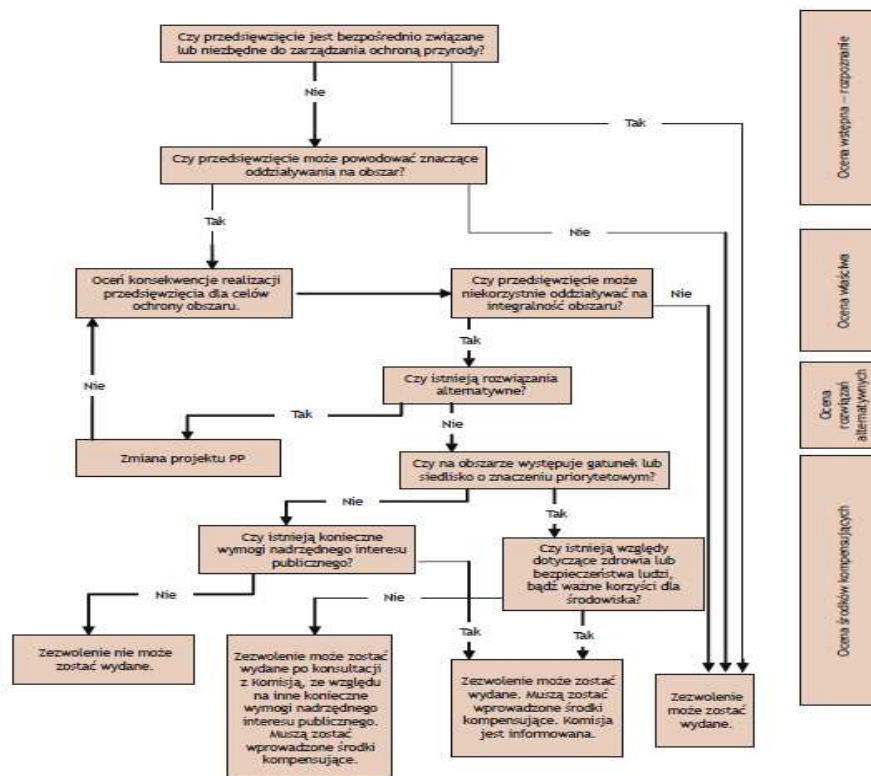 Czy przedsięwzięcie jest bezpośrednio związane
lub niezbędne do zarządzania ochroną przyrody?
Nie
Tak
Czy przedsięwzięcie może powodować znaczące
oddziaływania na obszar?
Tak
Nie
Oceń konsekwencje realizacji
przedsięwzięcia dla celów
ochrony obszaru.
Czy przedsięwzięcie może
niekorzystnie oddziaływać na
integralność obszaru?
Nie
Tak
Czy istnieją rozwiązania
alternatywne?
Nie
Tak
Nie
Zmiana projektu PP
Czy na obszarze występuje gatunek lub
siedlisko o znaczeniu priorytetowym?
Nie
Tak
Czy istnieją konieczne
wymogi nadrzędnego interesu
publicznego?
Czy istnieją względy
dotyczące zdrowia lub
bezpieczeństwa ludzi,
bądź ważne korzyści dla
środowiska?
Nie
Nie
Tak
Tak
Zezwolenie nie może
zostać wydane.
Zezwolenie może zostać
wydane po konsultacji
z Komisją, ze względu
na inne konieczne
wymogi nadrzędnego
interesu publicznego.
Muszą zostać
wprowadzone środki
kompensujące.
Zezwolenie może zostać
wydane. Muszą zostać
wprowadzone środki
kompensujące. Komisja
jest informowana.
Zezwolenie
może zostać
wydane.
Ocena wstępna – rozpoznanie
Ocena właściwa
Ocena
rozwiązań
alternatywnych
Ocena środków kompensujących